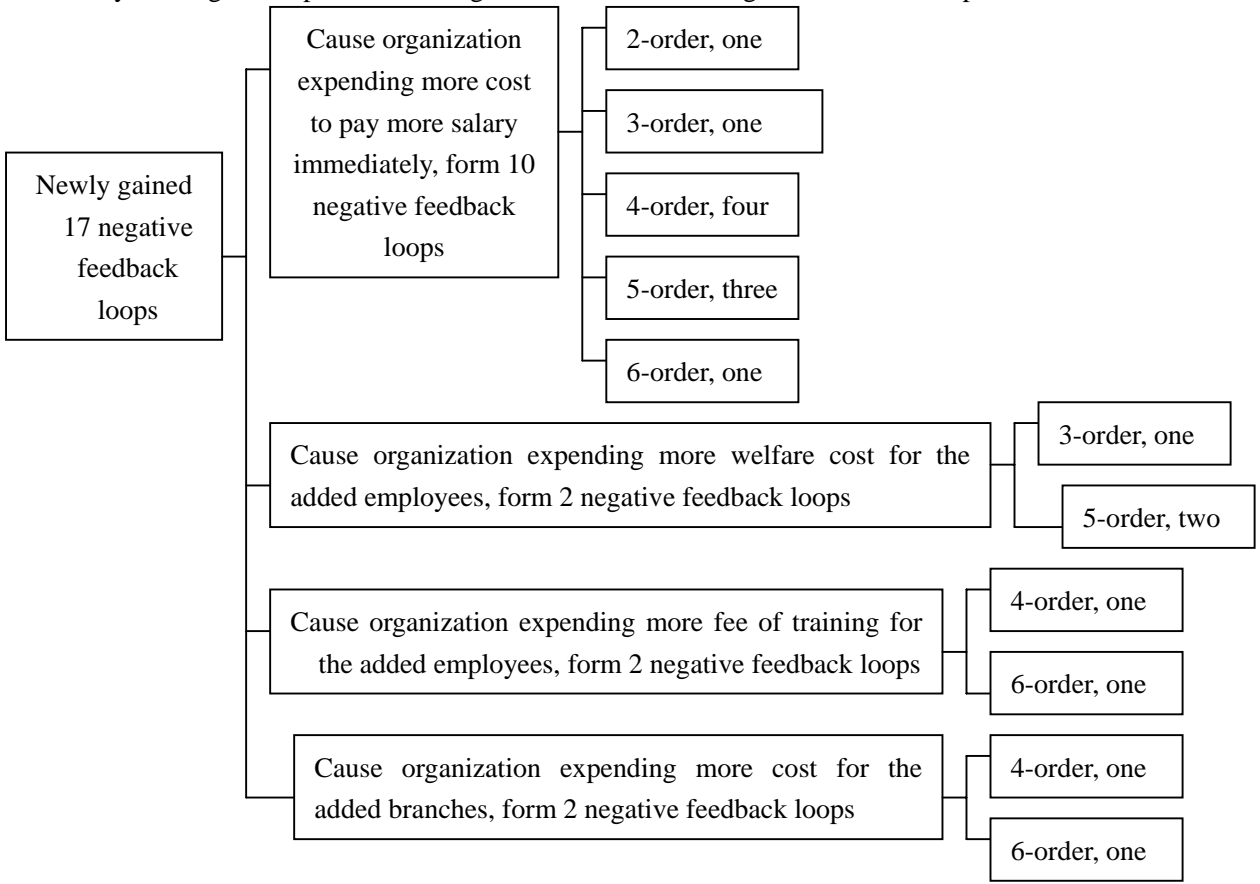 Newly gained
17 negative
feedback
loops
Cause organization
expending more cost
to pay more salary
immediately, form 10
negative feedback
loops
2-order, one
3-order, one
4-order, four
5-order, three
6-order, one
Cause organization expending more welfare cost for the
added employees, form 2 negative feedback loops
3-order, one
5-order, two
Cause organization expending more fee of training for
the added employees, form 2 negative feedback loops
4-order, one
6-order, one
Cause organization expending more cost for the
added branches, form 2 negative feedback loops
4-order, one
6-order, one